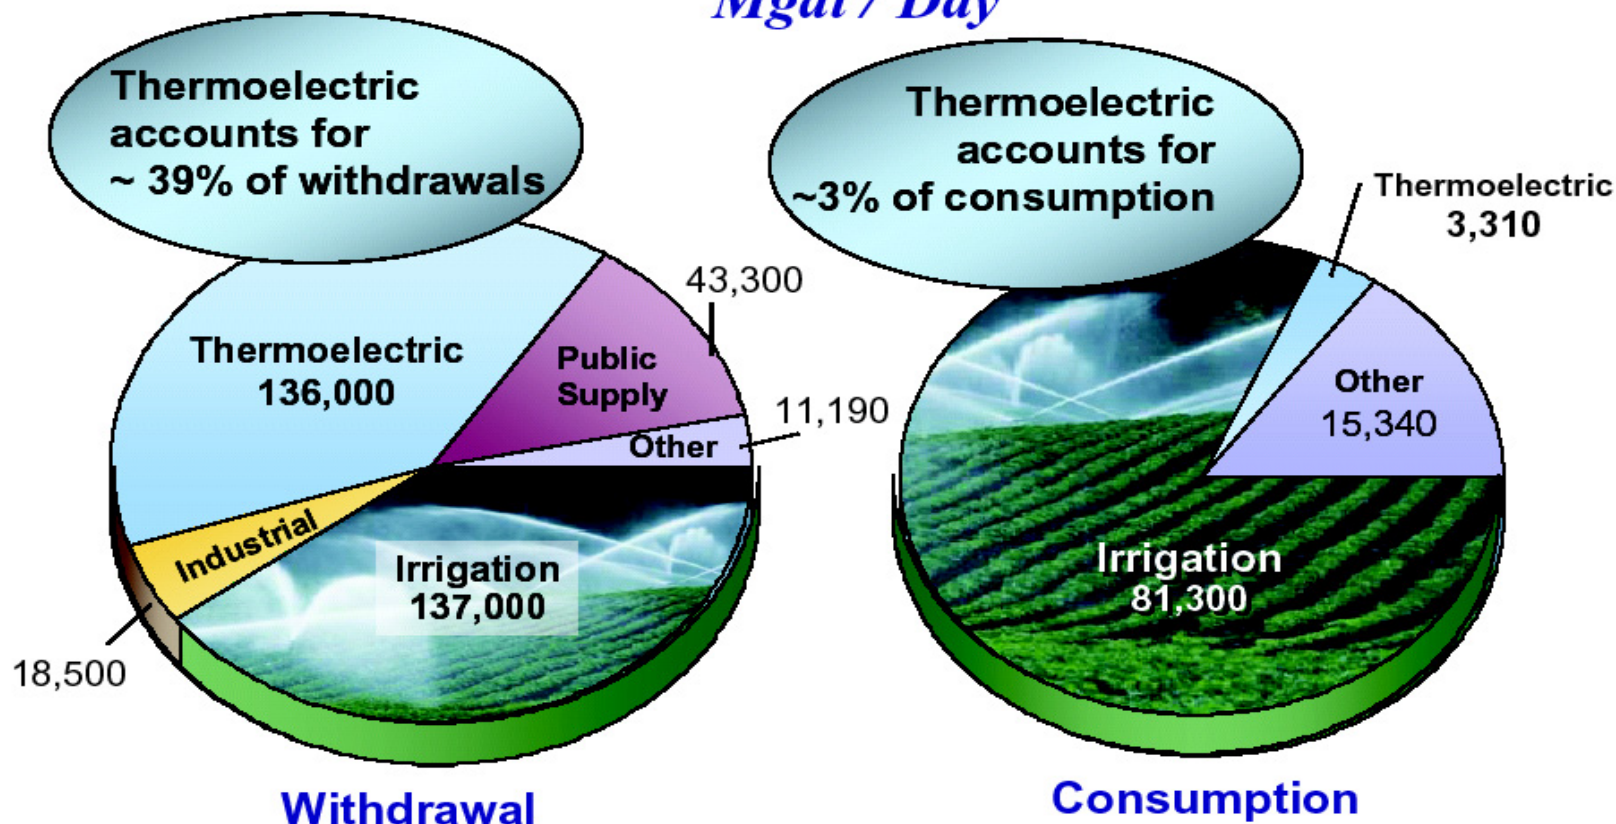 Mgal / Day
Thermoelectric
accounts for
~ 39% of withdrawals
Thermoelectric
accounts for
~3% of consumption
Thermoelectric
3,310
43,300
Thermoelectric
136,000
Public
Supply
11,190
Other
Other
15,340
Industrial
Irrigation
137,000
Irrigation
81,300
18,500
Withdrawal
Consumption